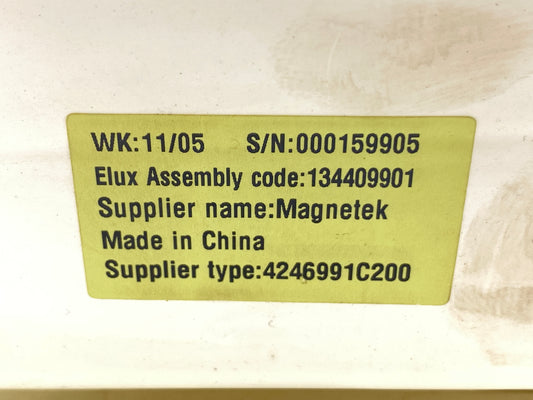 WK:11/05 S/N:000159905
Elux Assembly code:134409901
Supplier name:Magnetek
Made in China
Supplier type:4246991C200